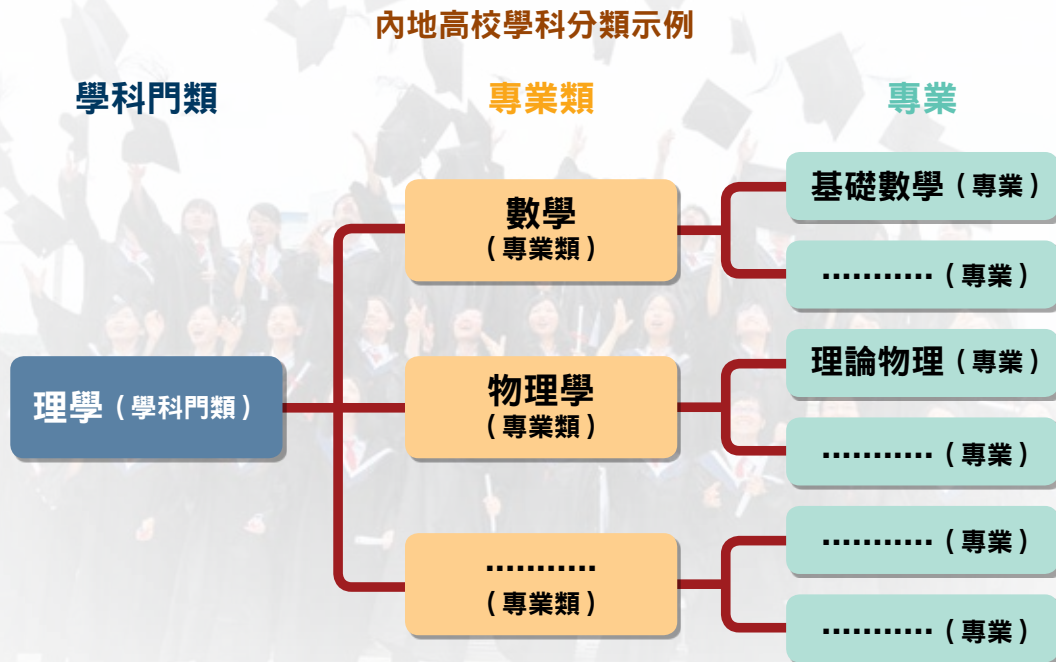 內地高校學科分類示例
學科門類
專業類
專業
理學（學科門類）
數學
（專業類）
物理學
（專業類）
...........
（專業類）
基礎數學（專業）
...........（專業）
理論物理（專業）
...........（專業）
...........（專業）
...........（專業）